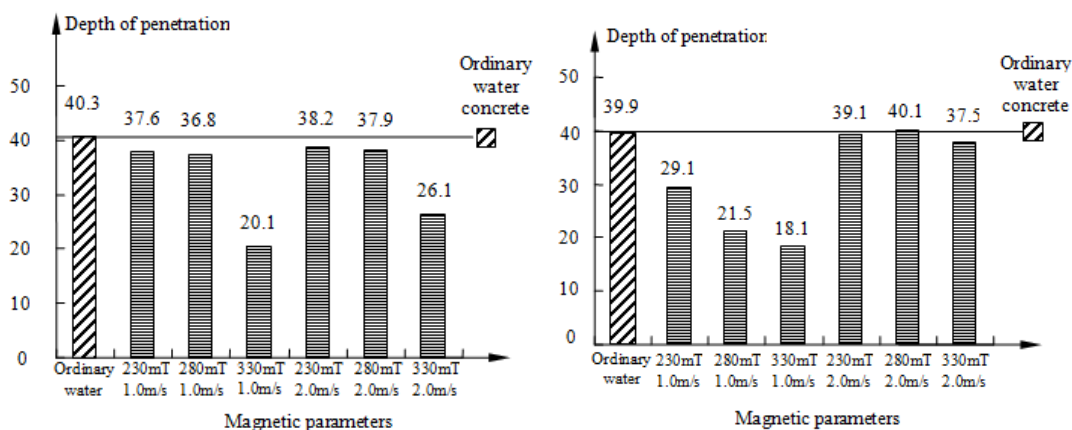 Depth of penetration
Ordinary
water
concrete
50
40
30
20
10
0
40.3
37.6
36.8
20.1
38.2
37.9
26.1
Ordinary
water
230mT
1.0m/s
280mT
1.0m/s
330mT
1.0m/s
230mT
2.0m/s
280mT
2.0m/s
330mT
2.0m/s
Magnetic parameters
Depth of penetration
Ordinary
water
concrete
50
40
30
20
10
0
39.9
29.1
21.5
18.1
39.1
40.1
37.5
Ordinary
water
230mT
1.0m/s
280mT
1.0m/s
330mT
1.0m/s
230mT
2.0m/s
280mT
2.0m/s
330mT
2.0m/s
Magnetic parameters